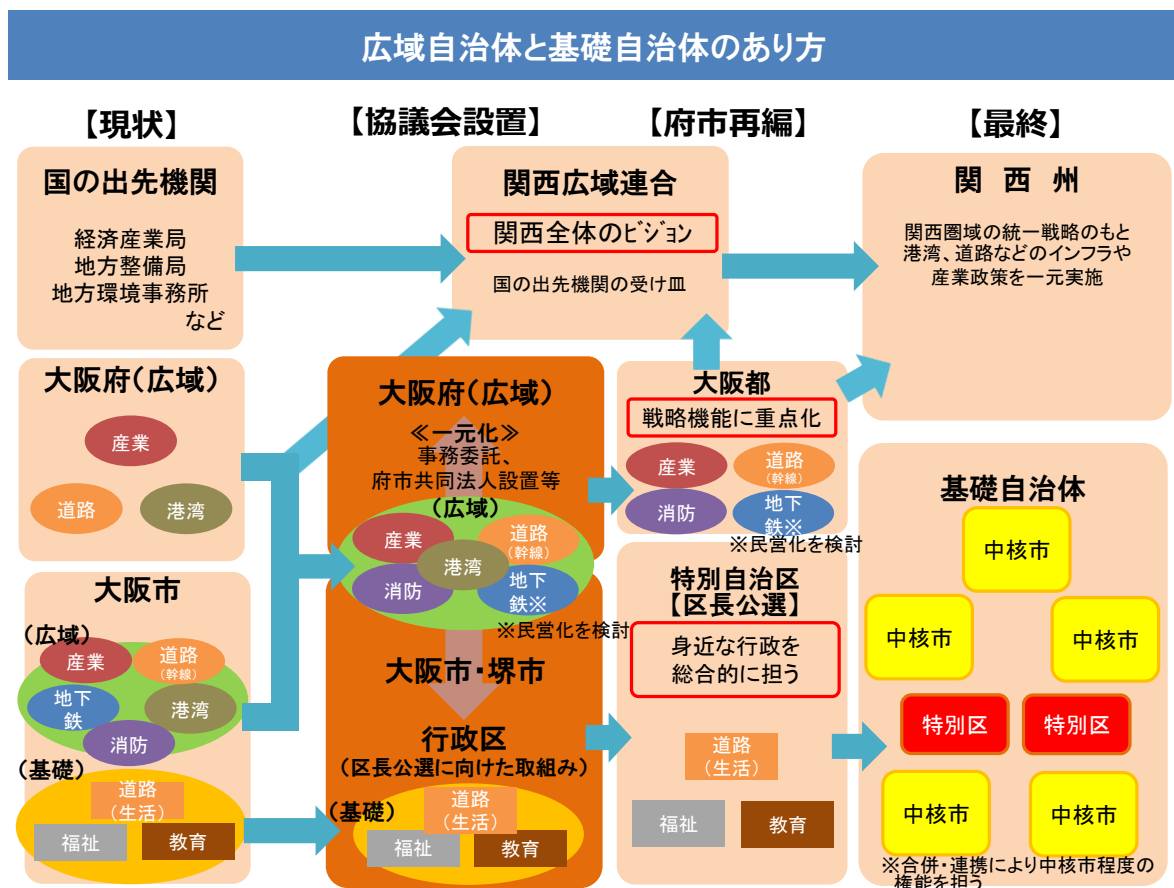 広域自治体と基礎自治体のあり方
【現状】
【協議会設置】
【府市再編】
【最終】
国の出先機関
経済産業局
地方整備局
地方環境事務所
など
関西広域連合
関西全体のﾋﾞｼﾞｮﾝ
国の出先機関の受け皿
関 西 州
関西圏域の統一戦略のもと
港湾、道路などのインフラや
産業政策を一元実施
大阪府(広域)
産業
道路
港湾
大阪府(広域)
≪一元化≫
事務委託、
府市共同法人設置等
(広域)
産業
道路
(幹線)
港湾
消防
地下
鉄※
※民営化を検討
大阪都
戦略機能に重点化
産業
道路
(幹線)
消防
地下
鉄※
※民営化を検討
大阪市
(広域)
産業
道路
(幹線)
地下
鉄
港湾
消防
(基礎)
道路
(生活)
福祉
教育
大阪市・堺市
行政区
(区長公選に向けた取組み)
(基礎)
道路
(生活)
福祉
教育
特別自治区
【区長公選】
身近な行政を
総合的に担う
道路
(生活)
福祉
教育
基礎自治体
中核市
中核市
中核市
特別区
特別区
中核市
中核市
※合併・連携により中核市程度の
権能を担う